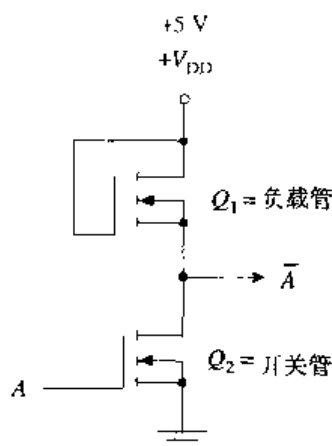 +5 V
+V_DD
Q₁ = 负载管
A̅
Q₂ = 开关管
A